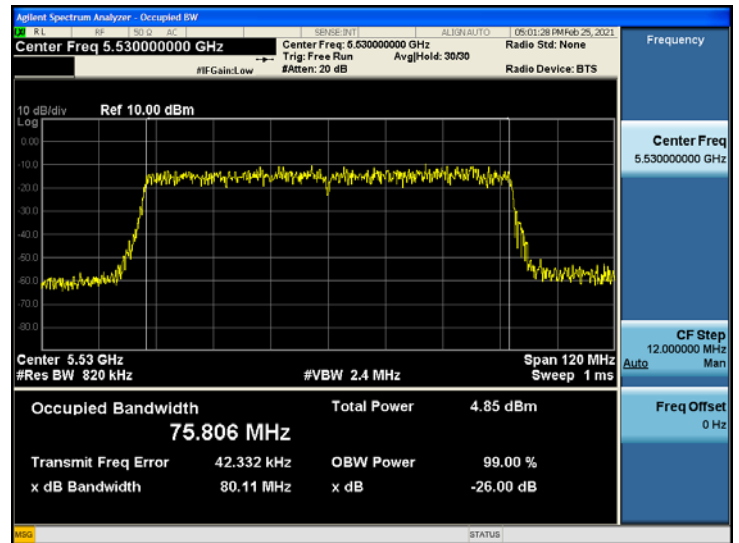 Agilent Spectrum Analyzer - Occupied BW
RL RF 50 Ω AC SENSE:INT ALIGNAUTO 05:01:28 PM Feb 25, 2021
Center Freq 5.530000000 GHz
Center Freq: 5.530000000 GHz
Radio Std: None
Trig: Free Run Avg|Hold: 30/30
#IFGain:Low #Atten: 20 dB Radio Device: BTS
10 dB/div Ref 10.00 dBm
Log
0.00
-10.0
-20.0
-30.0
-40.0
-50.0
-60.0
-70.0
-80.0
Center 5.53 GHz Span 120 MHz
#Res BW 820 kHz #VBW 2.4 MHz Sweep 1 ms
Occupied Bandwidth Total Power 4.85 dBm
75.806 MHz
Transmit Freq Error 42.332 kHz OBW Power 99.00 %
x dB Bandwidth 80.11 MHz x dB -26.00 dB
Frequency
Center Freq
5.530000000 GHz
CF Step
12.000000 MHz
Auto Man
Freq Offset
0 Hz
MSG STATUS